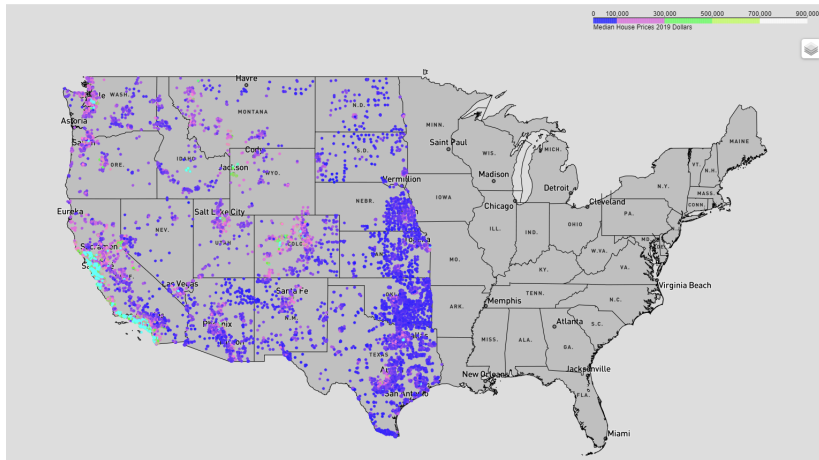 0 100,000 300,000 500,000 700,000 900,000
Median House Prices 2019 Dollars
Havre
WASH.
MONTANA
N.D.
MINN.
MAINE
Astoria
Saint Paul
WIS.
MICH.
VT.
N.H.
ORE.
IDAHO
Cody
S.D.
Jackson
WYO.
Madison
N.Y.
MASS.
Vermillion
Detroit
CONN.
Eureka
Salt Lake City
NEBR.
IOWA
Chicago
Cleveland
PA.
NEV.
UTAH
COLO.
ILL.
IND.
OHIO
MD.
MO.
W.VA.
VA.
KY.
Las Vegas
Santa Fe
Virginia Beach
TENN.
N.C.
N.M.
ARK.
Memphis
S.C.
Atlanta
TEXAS
MISS.
ALA.
GA.
San Antonio
New Orleans
Jacksonville
FLA.
Miami